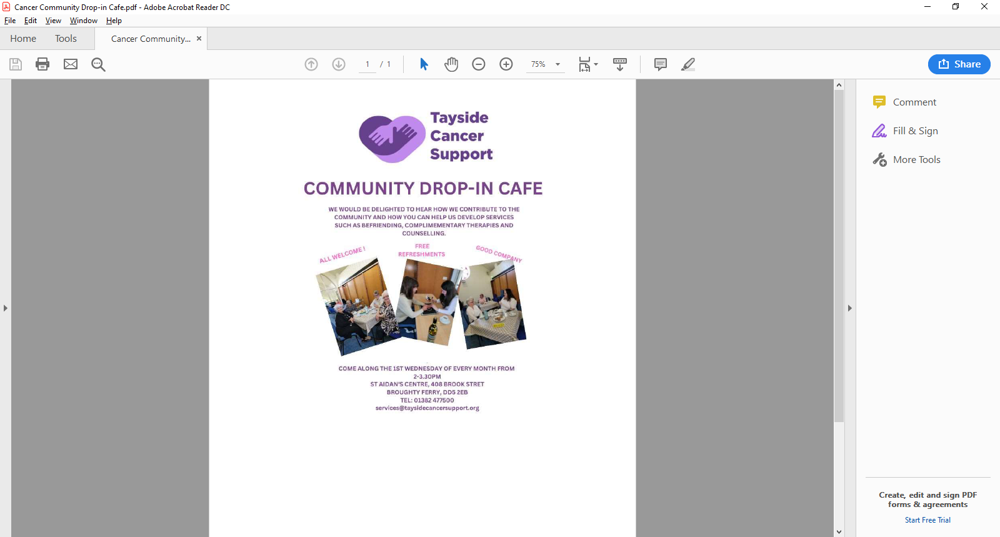 Cancer Community Drop-in Cafe.pdf - Adobe Acrobat Reader DC
File Edit View Window Help
Home Tools Cancer Community... ×
1 / 1 75% Share
Tayside
Cancer
Support
COMMUNITY DROP-IN CAFE
WE WOULD BE DELIGHTED TO HEAR HOW WE CONTRIBUTE TO THE
COMMUNITY AND HOW YOU CAN HELP US DEVELOP SERVICES
SUCH AS BEFRIENDING, COMPLIMEMENTARY THERAPIES AND
COUNSELLING.
ALL WELCOME !
FREE
REFRESHMENTS
GOOD COMPANY
COME ALONG THE 1ST WEDNESDAY OF EVERY MONTH FROM
2-3.30PM
ST AIDAN'S CENTRE, 408 BROOK STRET
BROUGHTY FERRY, DD5 2EB
TEL: 01382 477500
services@taysidecancersupport.org
Comment
Fill & Sign
More Tools
Create, edit and sign PDF
forms & agreements
Start Free Trial